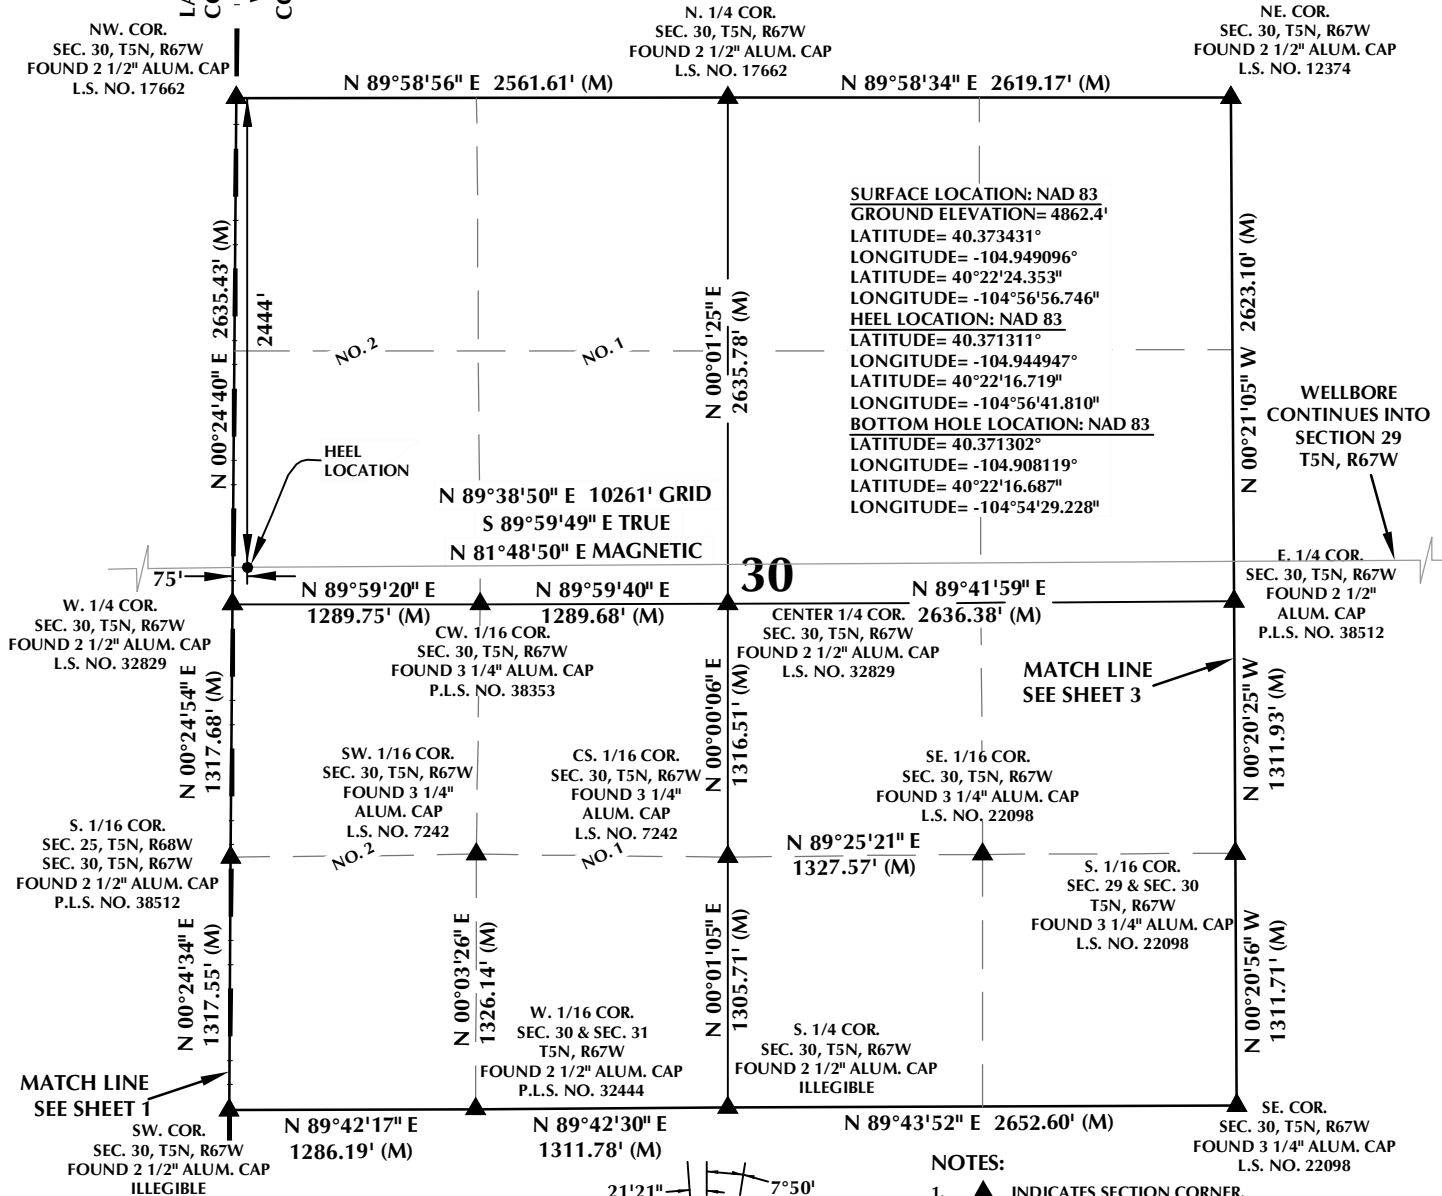 NW. COR.
SEC. 30, T5N, R67W
FOUND 2 1/2" ALUM. CAP
L.S. NO. 17662
N. 1/4 COR.
SEC. 30, T5N, R67W
FOUND 2 1/2" ALUM. CAP
L.S. NO. 17662
NE. COR.
SEC. 30, T5N, R67W
FOUND 2 1/2" ALUM. CAP
L.S. NO. 12374
N 89°58'56" E 2561.61' (M)
N 89°58'34" E 2619.17' (M)
N 00°24'40" E 2635.43' (M)
2444'
NO. 2
NO. 1
N 00°01'25" E
2635.78' (M)
SURFACE LOCATION: NAD 83
GROUND ELEVATION= 4862.4'
LATITUDE= 40.373431°
LONGITUDE= -104.949096°
LATITUDE= 40°22'24.353"
LONGITUDE= -104°56'56.746"
HEEL LOCATION: NAD 83
LATITUDE= 40.371311°
LONGITUDE= -104.944947°
LATITUDE= 40°22'16.719"
LONGITUDE= -104°56'41.810"
BOTTOM HOLE LOCATION: NAD 83
LATITUDE= 40.371302°
LONGITUDE= -104.908119°
LATITUDE= 40°22'16.687"
LONGITUDE= -104°54'29.228"
N 00°21'05" W 2623.10' (M)
WELLBORE
CONTINUES INTO
SECTION 29
T5N, R67W
HEEL
LOCATION
N 89°38'50" E 10261' GRID
S 89°59'49" E TRUE
N 81°48'50" E MAGNETIC
75'
30
N 89°59'20" E
1289.75' (M)
N 89°59'40" E
1289.68' (M)
N 89°41'59" E
2636.38' (M)
W. 1/4 COR.
SEC. 30, T5N, R67W
FOUND 2 1/2" ALUM. CAP
L.S. NO. 32829
CW. 1/16 COR.
SEC. 30, T5N, R67W
FOUND 3 1/4" ALUM. CAP
P.L.S. NO. 38353
CENTER 1/4 COR.
SEC. 30, T5N, R67W
FOUND 2 1/2" ALUM. CAP
L.S. NO. 32829
E. 1/4 COR.
SEC. 30, T5N, R67W
FOUND 2 1/2"
ALUM. CAP
P.L.S. NO. 38512
MATCH LINE
SEE SHEET 3
N 00°24'54" E
1317.68' (M)
N 00°00'06" E
1316.51' (M)
N 00°20'25" W
1311.93' (M)
SW. 1/16 COR.
SEC. 30, T5N, R67W
FOUND 3 1/4"
ALUM. CAP
L.S. NO. 7242
CS. 1/16 COR.
SEC. 30, T5N, R67W
FOUND 3 1/4"
ALUM. CAP
L.S. NO. 7242
SE. 1/16 COR.
SEC. 30, T5N, R67W
FOUND 3 1/4" ALUM. CAP
L.S. NO. 22098
S. 1/16 COR.
SEC. 25, T5N, R68W
SEC. 30, T5N, R67W
FOUND 2 1/2" ALUM. CAP
P.L.S. NO. 38512
NO. 2
NO. 1
N 89°25'21" E
1327.57' (M)
S. 1/16 COR.
SEC. 29 & SEC. 30
T5N, R67W
FOUND 3 1/4" ALUM. CAP
L.S. NO. 22098
N 00°24'34" E
1317.55' (M)
N 00°03'26" E
1326.14' (M)
N 00°01'05" E
1305.71' (M)
N 00°20'56" W
1311.71' (M)
W. 1/16 COR.
SEC. 30 & SEC. 31
T5N, R67W
FOUND 2 1/2" ALUM. CAP
P.L.S. NO. 32444
S. 1/4 COR.
SEC. 30, T5N, R67W
FOUND 2 1/2" ALUM. CAP
ILLEGIBLE
MATCH LINE
SEE SHEET 1
N 89°42'17" E
1286.19' (M)
N 89°42'30" E
1311.78' (M)
N 89°43'52" E 2652.60' (M)
SW. COR.
SEC. 30, T5N, R67W
FOUND 2 1/2" ALUM. CAP
ILLEGIBLE
SE. COR.
SEC. 30, T5N, R67W
FOUND 3 1/4" ALUM. CAP
L.S. NO. 22098
21'21"
7°50'
NOTES:
1. INDICATES SECTION CORNER.